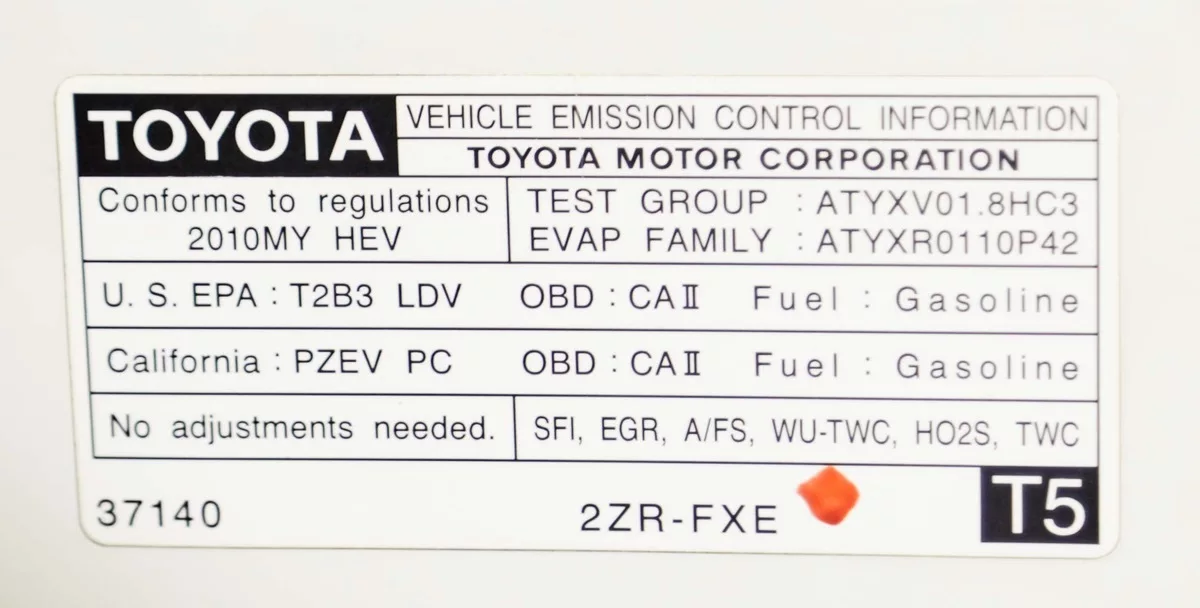 TOYOTA
VEHICLE EMISSION CONTROL INFORMATION
TOYOTA MOTOR CORPORATION
Conforms to regulations
2010MY HEV
TEST GROUP : ATYXV01.8HC3
EVAP FAMILY : ATYXR0110P42
U. S. EPA : T2B3 LDV OBD : CAⅡ Fuel : Gasoline
California : PZEV PC OBD : CAⅡ Fuel : Gasoline
No adjustments needed. SFI, EGR, A/FS, WU-TWC, HO2S, TWC
37140 2ZR-FXE T5